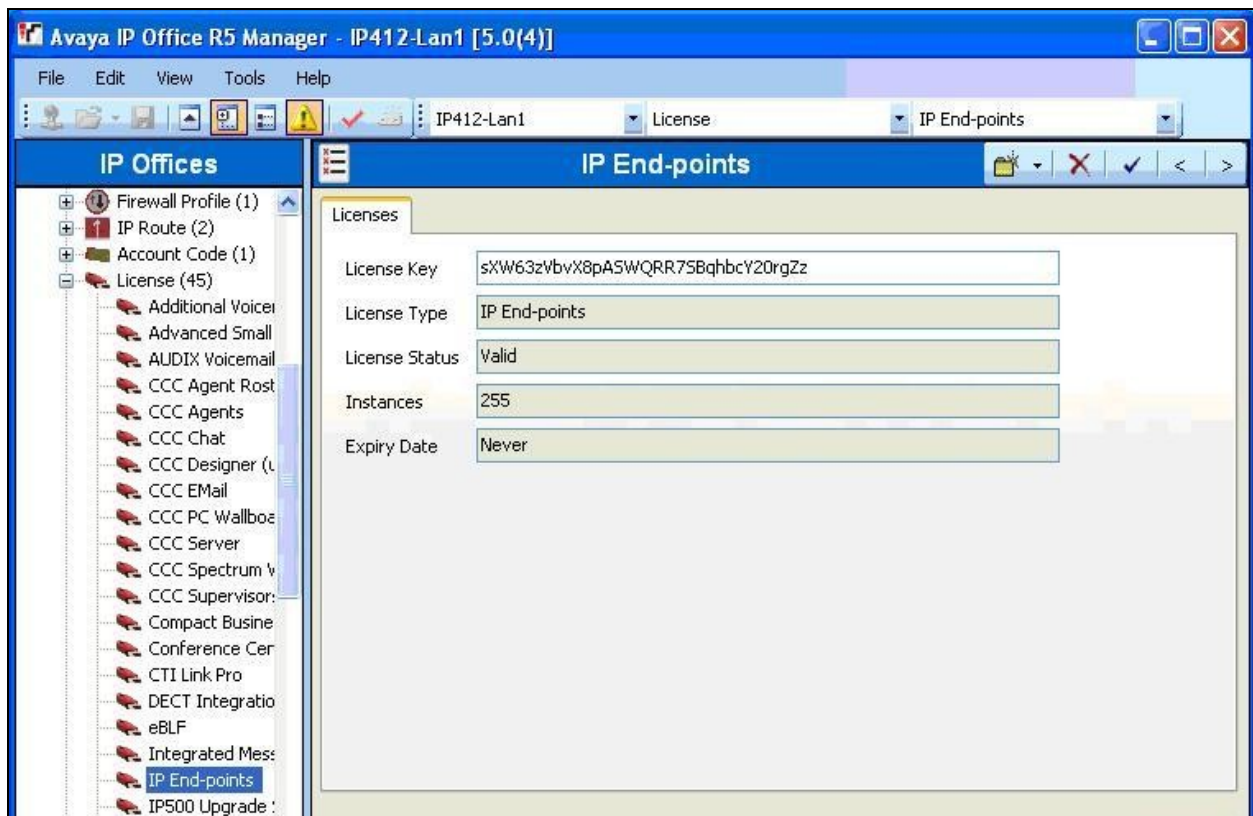 Avaya IP Office R5 Manager - IP412-Lan1 [5.0(4)]
File Edit View Tools Help
IP412-Lan1 License IP End-points
IP Offices
Firewall Profile (1)
IP Route (2)
Account Code (1)
License (45)
Additional Voicer
Advanced Small
AUDIX Voicemail
CCC Agent Rost
CCC Agents
CCC Chat
CCC Designer (u
CCC EMail
CCC PC Wallboa
CCC Server
CCC Spectrum W
CCC Supervisors
Compact Busine
Conference Cen
CTI Link Pro
DECT Integratio
eBLF
Integrated Mess
IP End-points
IP500 Upgrade S
IP End-points
Licenses
License Key sXW63zVbvX8pASWQRR7SBqhbcY20rgZz
License Type IP End-points
License Status Valid
Instances 255
Expiry Date Never